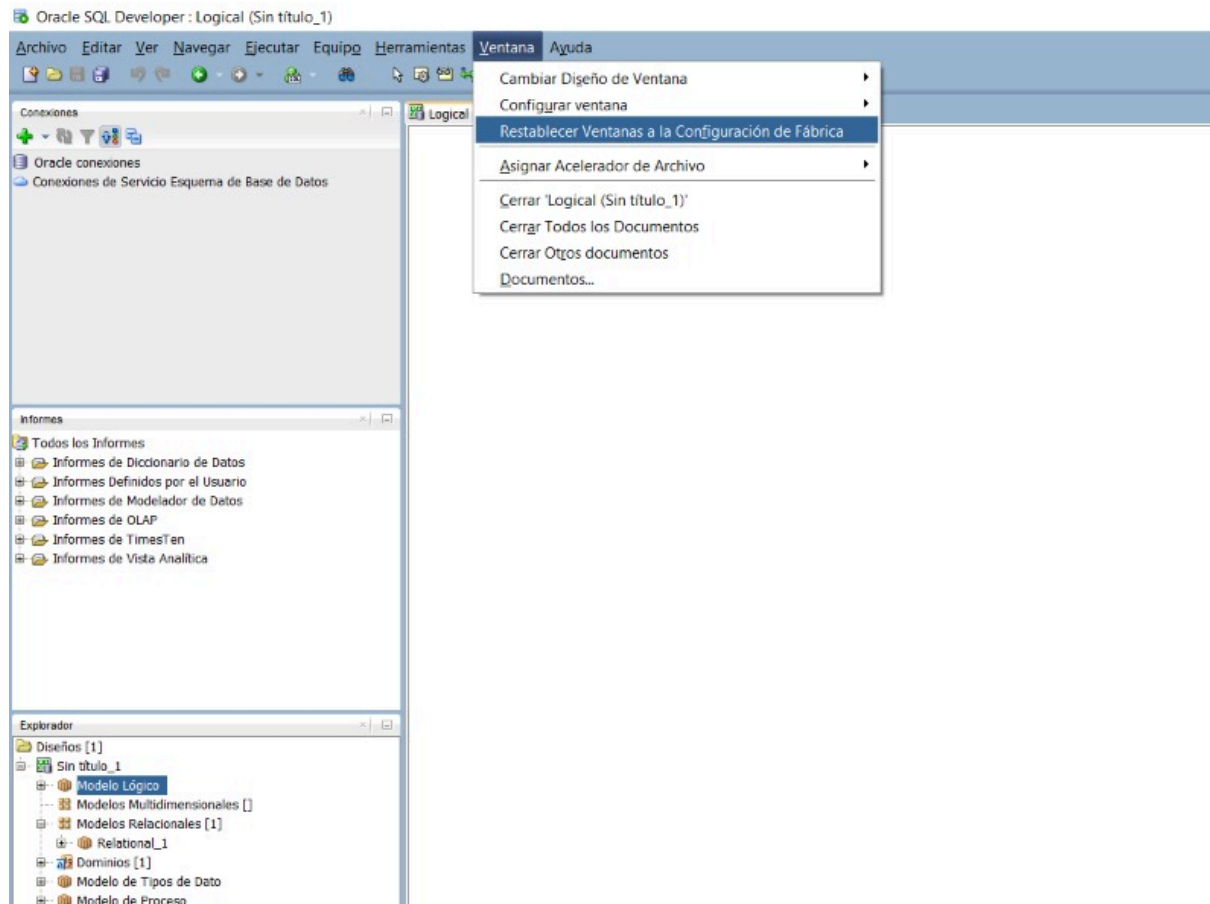 Oracle SQL Developer : Logical (Sin título_1)
Archivo Editar Ver Navegar Ejecutar Equipo Herramientas Ventana Ayuda
Cambiar Diseño de Ventana
Configurar ventana
Restablecer Ventanas a la Configuración de Fábrica
Asignar Acelerador de Archivo
Cerrar 'Logical (Sin título_1)'
Cerrar Todos los Documentos
Cerrar Otros documentos
Documentos...
Conexiones
Oracle conexiones
Conexiones de Servicio Esquema de Base de Datos
Logical
Informes
Todos los Informes
Informes de Diccionario de Datos
Informes Definidos por el Usuario
Informes de Modelador de Datos
Informes de OLAP
Informes de TimesTen
Informes de Vista Analítica
Explorador
Diseños [1]
Sin título_1
Modelo Lógico
Modelos Multidimensionales []
Modelos Relacionales [1]
Relational_1
Dominios [1]
Modelo de Tipos de Dato
Modelo de Proceso